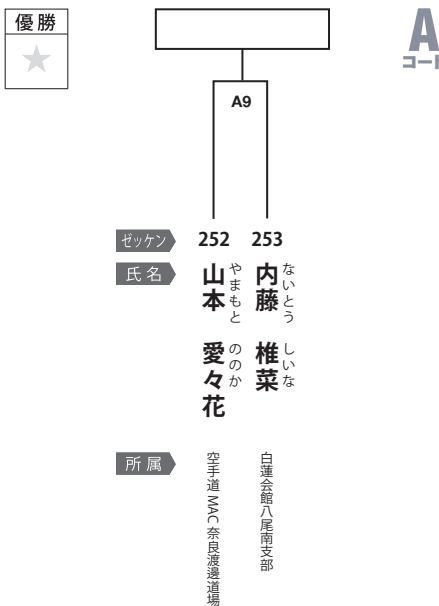 優勝
A
コート
A9
ゼッケン
252
253
氏名
山本 愛々花
やまもと ののか
内藤 椎菜
ないとう しいな
所属
空手道 MAC 奈良渡邊道場
白蓮会館八尾南支部